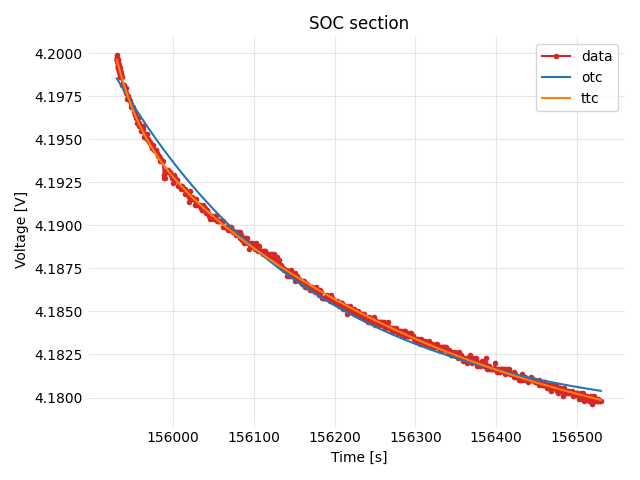 SOC section
4.2000
4.1975
4.1950
4.1925
4.1900
4.1875
4.1850
4.1825
4.1800
Voltage [V]
data
otc
ttc
156000 156100 156200 156300 156400 156500
Time [s]